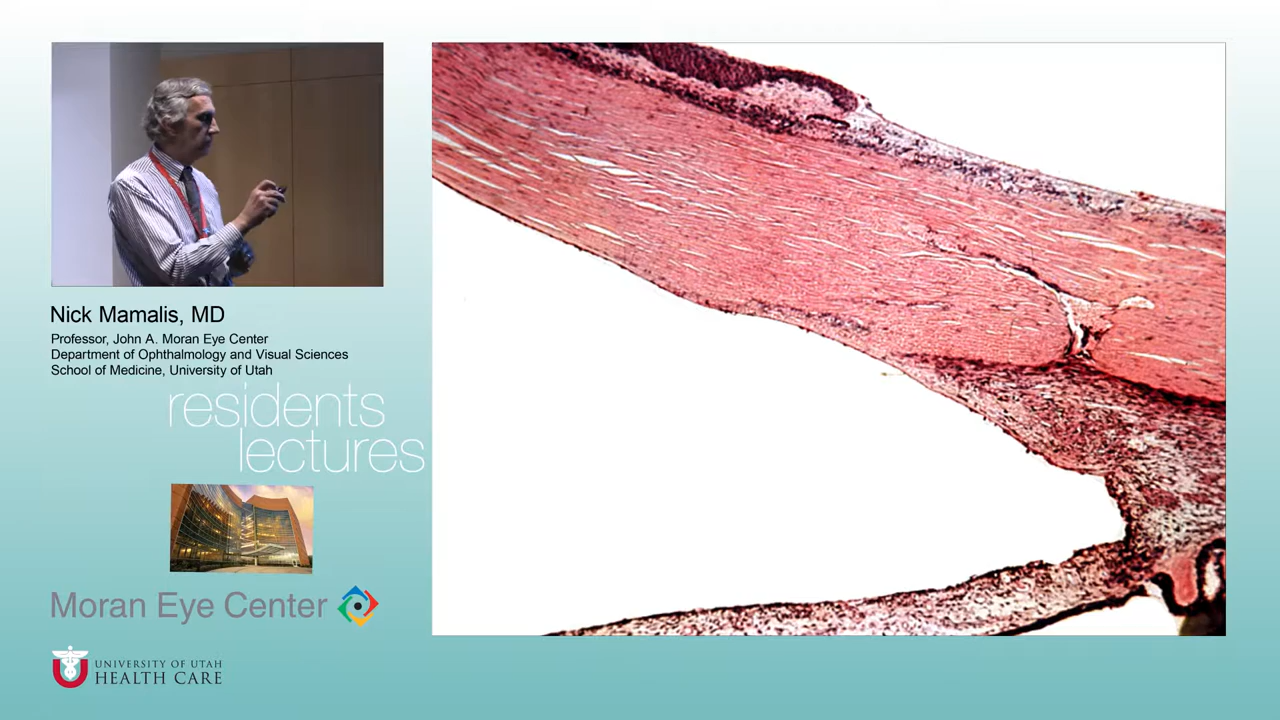 Nick Mamalis, MD
Professor, John A. Moran Eye Center
Department of Ophthalmology and Visual Sciences
School of Medicine, University of Utah
residents
lectures
Moran Eye Center
UNIVERSITY OF UTAH
HEALTH CARE